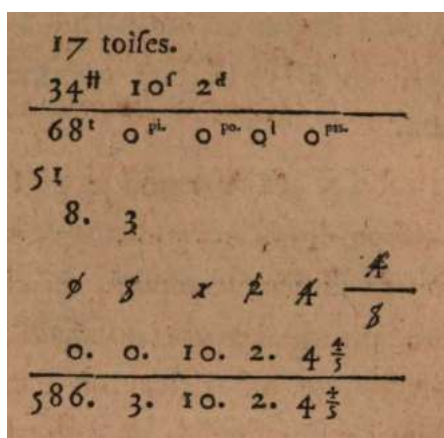 17 toiſes.
34₶ 10ſ 2d
68t 0pi. 0po. 0l 0pts.
51
8. 3
0 8 1 2 4 4/8
0. 0. 10. 2. 4 4/5
586. 3. 10. 2. 4 4/5